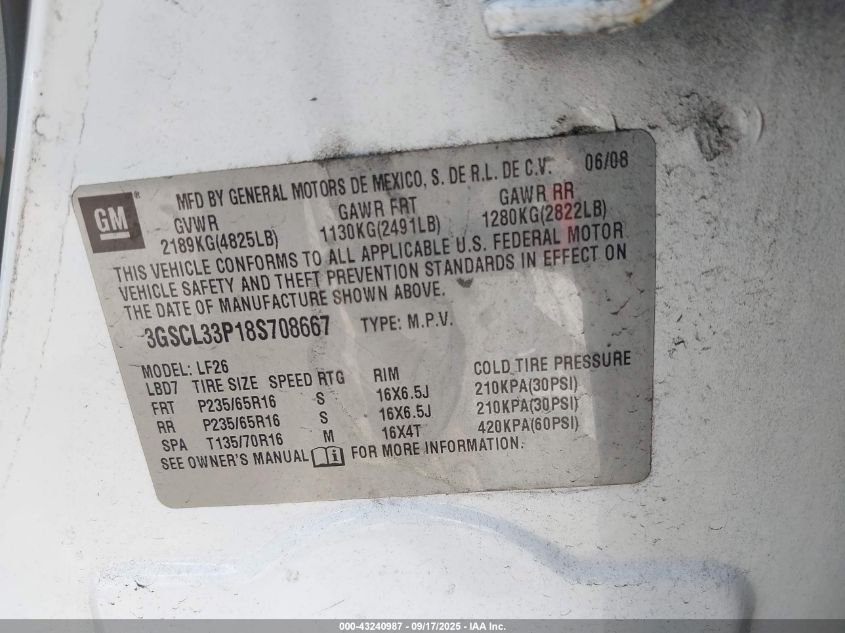 GM ®
MFD BY GENERAL MOTORS DE MEXICO, S. DE R.L. DE C.V. 06/08
GVWR GAWR FRT GAWR RR
2189KG(4825LB) 1130KG(2491LB) 1280KG(2822LB)
THIS VEHICLE CONFORMS TO ALL APPLICABLE U.S. FEDERAL MOTOR
VEHICLE SAFETY AND THEFT PREVENTION STANDARDS IN EFFECT ON
THE DATE OF MANUFACTURE SHOWN ABOVE.
3GSCL33P18S708667 TYPE: M.P.V.
MODEL: LF26
LBD7 TIRE SIZE SPEED RTG RIM COLD TIRE PRESSURE
FRT P235/65R16 S 16X6.5J 210KPA(30PSI)
RR P235/65R16 S 16X6.5J 210KPA(30PSI)
SPA T135/70R16 M 16X4T 420KPA(60PSI)
SEE OWNER'S MANUAL i FOR MORE INFORMATION.
000-43240987 - 09/17/2025 - IAA Inc.